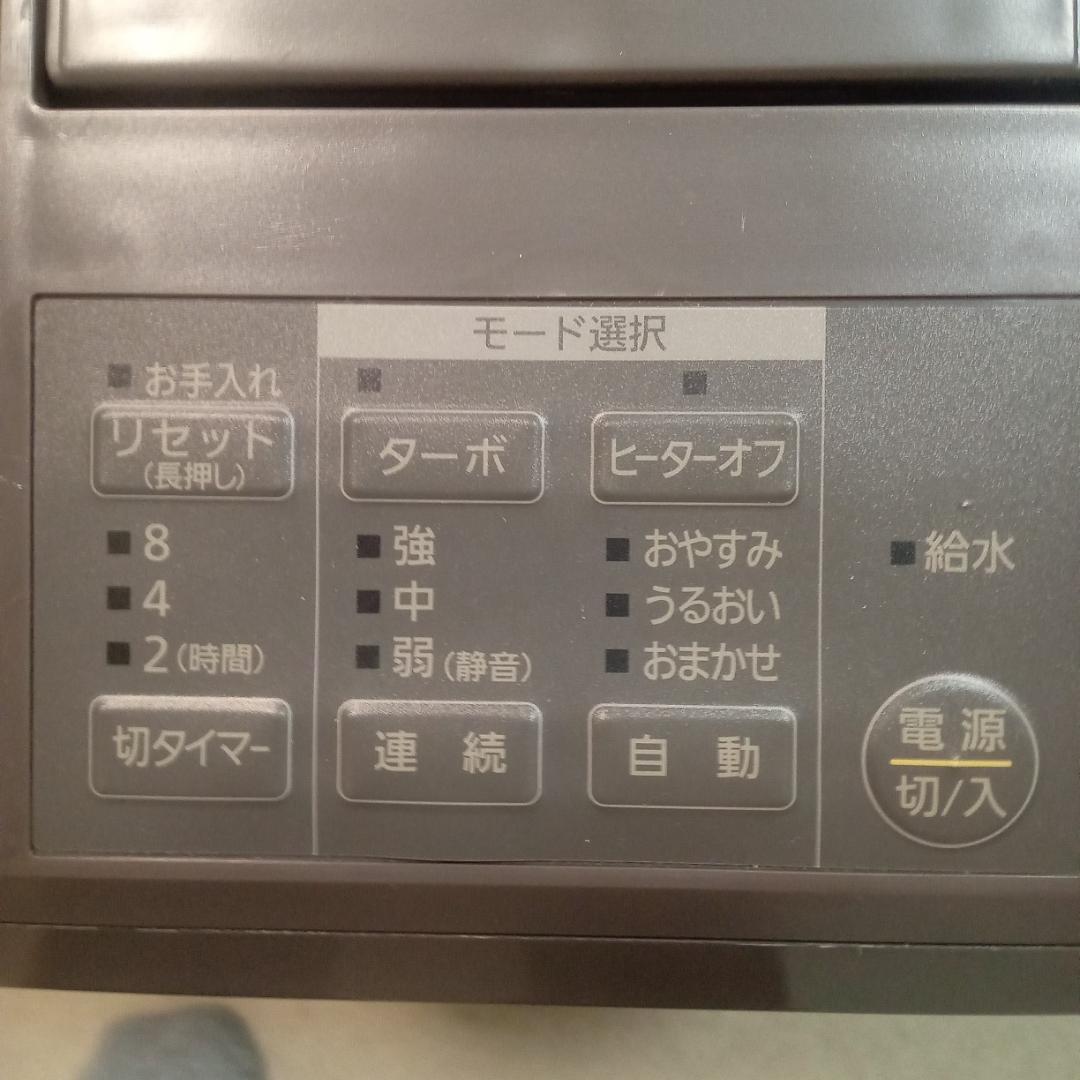 モード選択
お手入れ
リセット
(長押し)
ターボ
ヒーターオフ
8
4
2(時間)
強
中
弱(静音)
おやすみ
うるおい
おまかせ
給水
切タイマー
連続
自動
電源
切/入